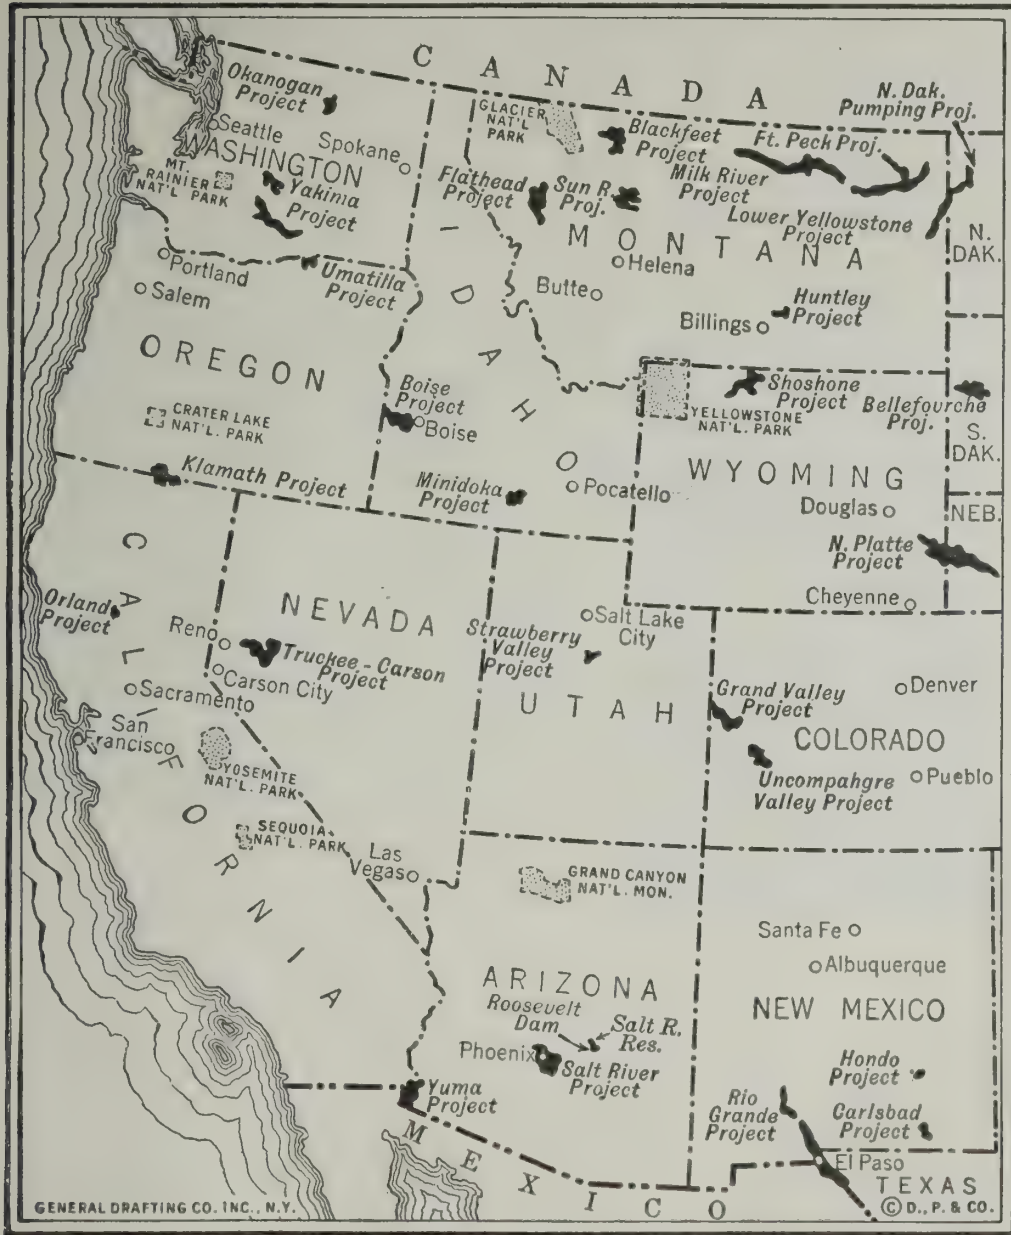 CANADA
N. Dak.
Pumping Proj.
Okanogan
Project
GLACIER
NAT'L
PARK
Blackfeet
Project
Ft. Peck Proj.
Seattle
Spokane
WASHINGTON
MT.
RAINIER
NAT'L PARK
Yakima
Project
Flathead
Project
Sun R.
Proj.
Milk River
Project
Lower Yellowstone
Project
N.
DAK.
MONTANA
Helena
Portland
Umatilla
Project
Salem
Butte
Huntley
Project
Billings
IDAHO
OREGON
Boise
Project
Boise
Shoshone
Project
Bellefourche
Proj.
YELLOWSTONE
NAT'L. PARK
S.
DAK.
CRATER LAKE
NAT'L. PARK
Klamath Project
Minidoka
Project
Pocatello
WYOMING
Douglas
NEB.
N. Platte
Project
Cheyenne
CALIFORNIA
Orland
Project
NEVADA
Reno
Truckee-Carson
Project
Carson City
Sacramento
San
Francisco
Strawberry
Valley
Project
Salt Lake
City
UTAH
Grand Valley
Project
Denver
COLORADO
Pueblo
Uncompahgre
Valley Project
YOSEMITE
NAT'L. PARK
SEQUOIA
NAT'L. PARK
Las
Vegas
GRAND CANYON
NAT'L. MON.
Santa Fe
Albuquerque
ARIZONA
Roosevelt
Dam
Salt R.
Res.
Phoenix
Salt River
Project
NEW MEXICO
Hondo
Project
Yuma
Project
Rio
Grande
Project
Carlsbad
Project
El Paso
MEXICO
TEXAS
GENERAL DRAFTING CO. INC., N.Y.
© D., P. & CO.